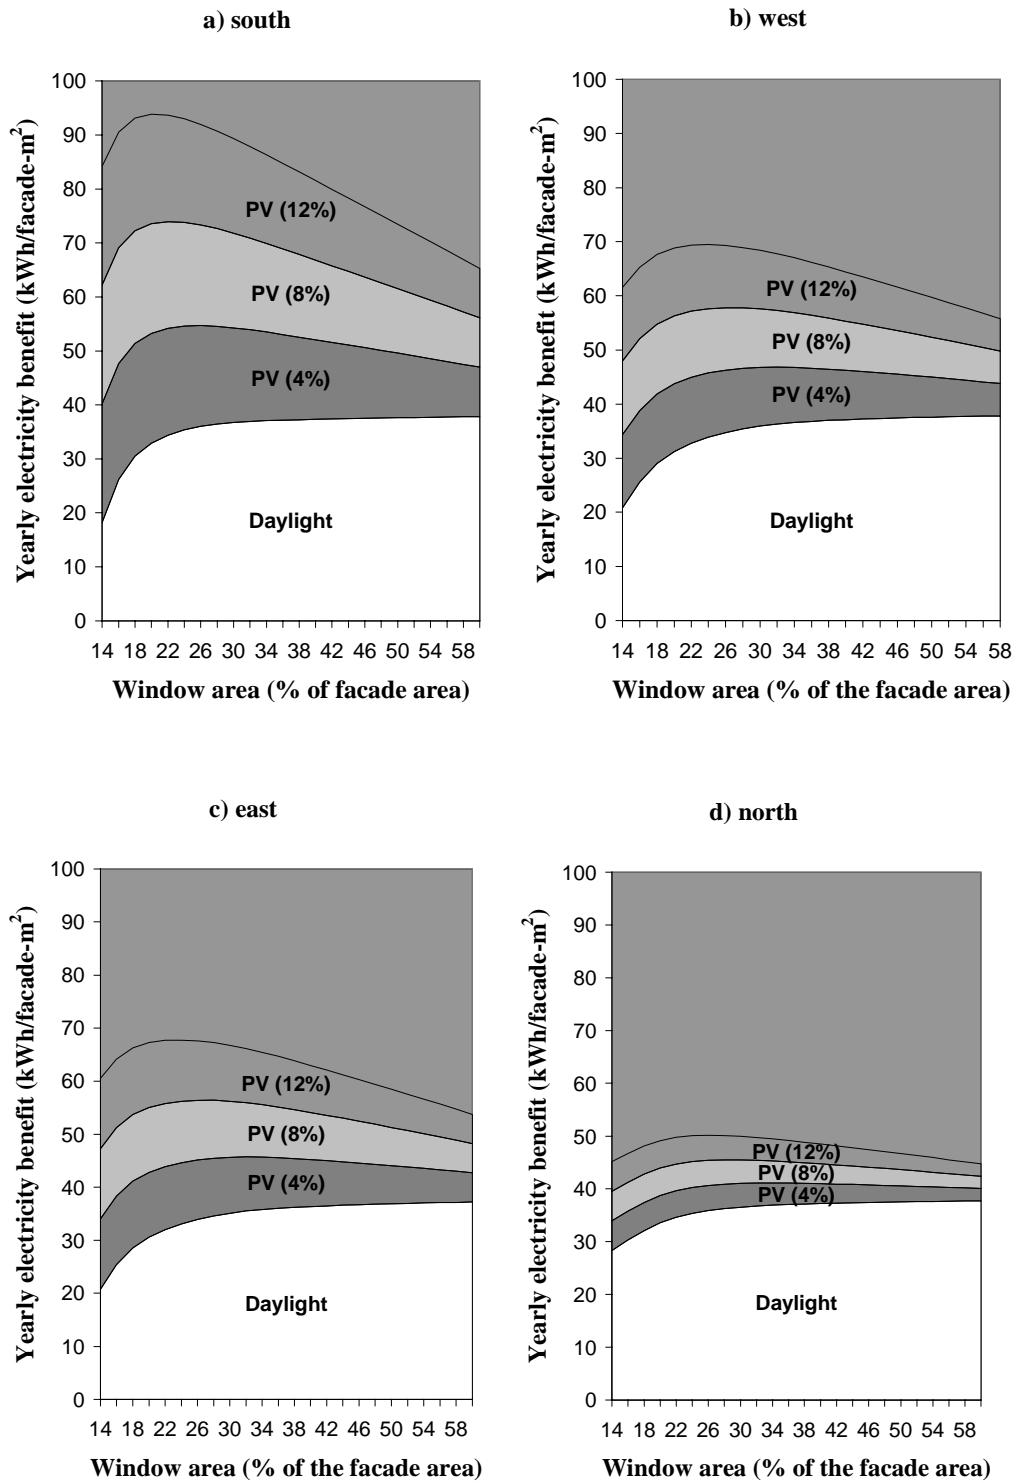 a) south
Yearly electricity benefit (kWh/facade-m²)
100
90
80
70
60
50
40
30
20
10
0
PV (12%)
PV (8%)
PV (4%)
Daylight
14 18 22 26 30 34 38 42 46 50 54 58
Window area (% of facade area)
b) west
Yearly electricity benefit (kWh/facade-m²)
100
90
80
70
60
50
40
30
20
10
0
PV (12%)
PV (8%)
PV (4%)
Daylight
14 18 22 26 30 34 38 42 46 50 54 58
Window area (% of the facade area)
c) east
Yearly electricity benefit (kWh/facade-m²)
100
90
80
70
60
50
40
30
20
10
0
PV (12%)
PV (8%)
PV (4%)
Daylight
14 18 22 26 30 34 38 42 46 50 54 58
Window area (% of the facade area)
d) north
Yearly electricity benefit (kWh/facade-m²)
100
90
80
70
60
50
40
30
20
10
0
PV (12%)
PV (8%)
PV (4%)
Daylight
14 18 22 26 30 34 38 42 46 50 54 58
Window area (% of the facade area)